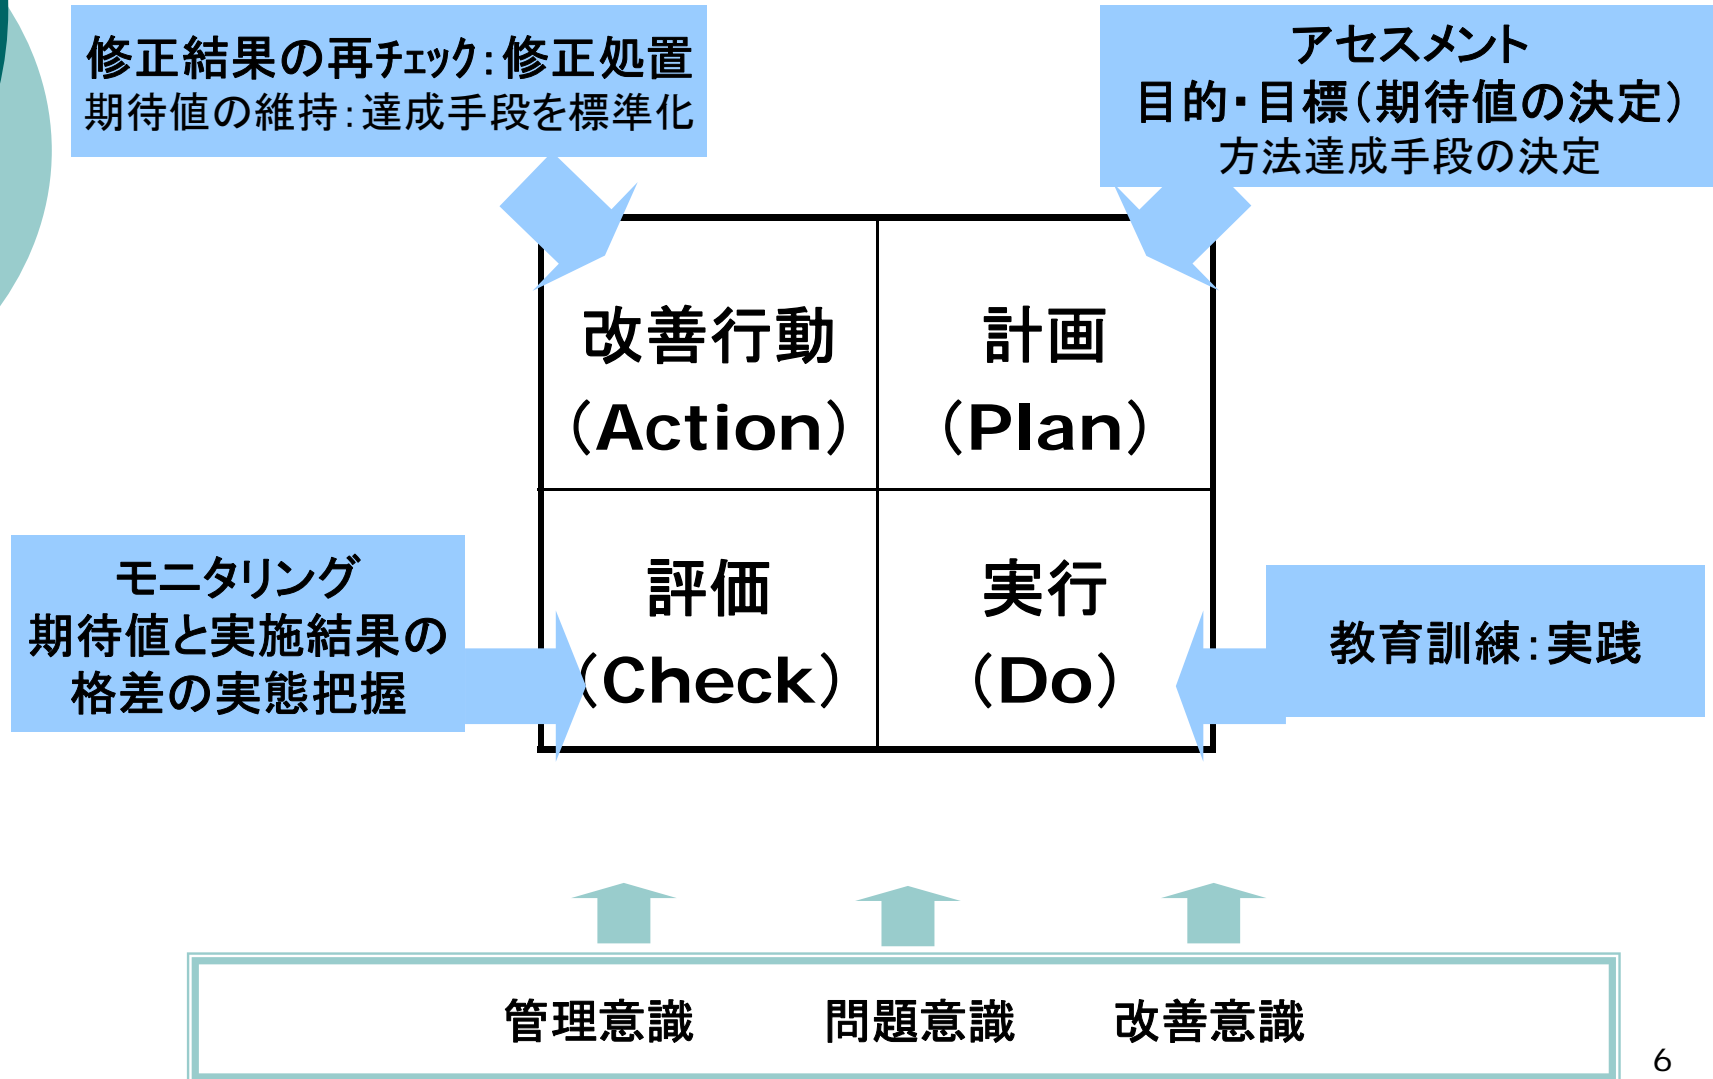 修正結果の再チェック：修正処置
期待値の維持：達成手段を標準化
アセスメント
目的・目標（期待値の決定）
方法達成手段の決定
改善行動
（Action）
計画
（Plan）
モニタリング
期待値と実施結果の
格差の実態把握
評価
（Check）
実行
（Do）
教育訓練：実践
管理意識 問題意識 改善意識
6